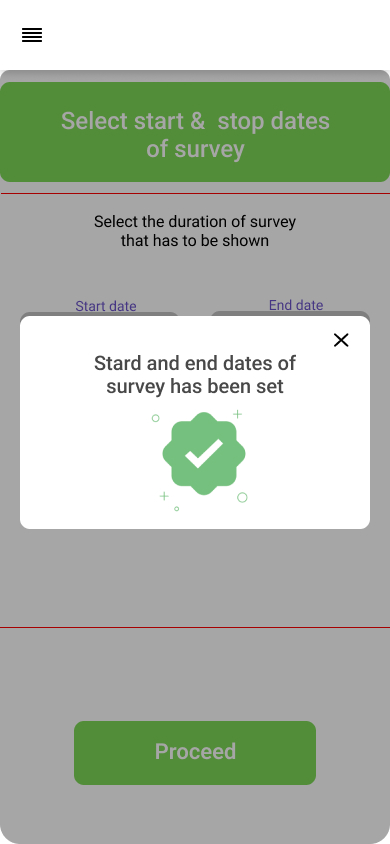 Select start &  stop dates
of survey
Select the duration of survey
that has to be shown
Start date
End date
Stard and end dates of
survey has been set
Proceed